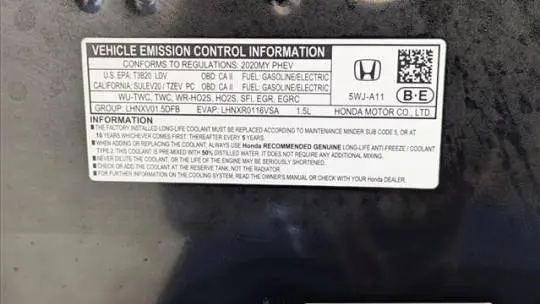 VEHICLE EMISSION CONTROL INFORMATION
CONFORMS TO REGULATIONS: 2020MY PHEV
U.S. EPA: T3B20 LDV OBD: CA II FUEL: GASOLINE/ELECTRIC
CALIFORNIA: SULEV20 / TZEV PC OBD: CA II FUEL: GASOLINE/ELECTRIC
WU-TWC, TWC, WR-HO2S, HO2S, SFI, EGR, EGRC
GROUP: LHNXV01.5DFB EVAP: LHNXR0116VSA 1.5L
5WJ-A11 B·E
HONDA MOTOR CO., LTD.
INFORMATION
■ THE FACTORY INSTALLED LONG-LIFE COOLANT MUST BE REPLACED ACCORDING TO MAINTENANCE MINDER SUB CODE 5, OR AT
10 YEARS WHICHEVER COMES FIRST. THEREAFTER EVERY 5 YEARS.
■ WHEN ADDING OR REPLACING THE COOLANT, ALWAYS USE Honda RECOMMENDED GENUINE LONG-LIFE ANTI-FREEZE / COOLANT
TYPE 2. THIS COOLANT IS PRE-MIXED WITH 50% DISTILLED WATER. IT DOES NOT REQUIRE ANY ADDITIONAL MIXING.
■ NEVER DILUTE THE COOLANT, OR THE LIFE OF THE ENGINE MAY BE SERIOUSLY SHORTENED.
■ CHECK OR ADD THE COOLANT AT THE RESERVE TANK, NOT THE RADIATOR.
■ FOR FURTHER INFORMATION ON THE COOLING SYSTEM, READ THE OWNER'S MANUAL OR CHECK WITH YOUR Honda DEALER.